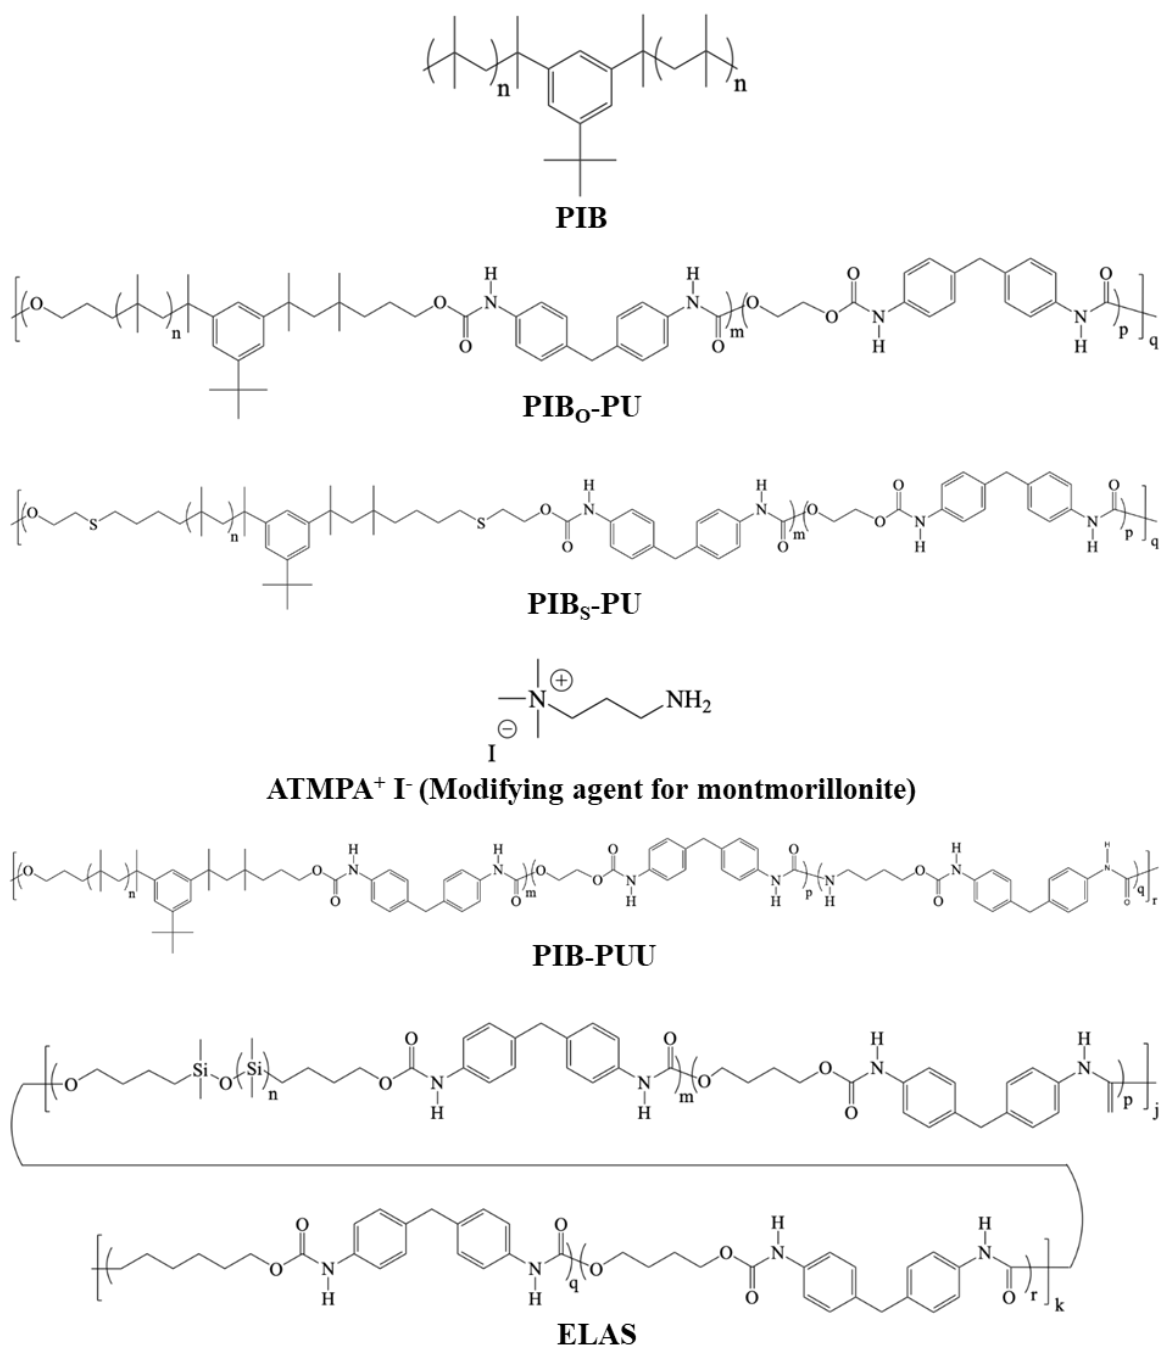 n n
PIB
O n O O N H N H O m O O O N H N H O p q
PIB_O-PU
O S n S O O N H N H O m O O O N H N H O p q
PIB_S-PU
N + NH2
I -
ATMPA+ I- (Modifying agent for montmorillonite)
O n O O N H N H O m O O O N H N H O p N H O O N H N H O q r
PIB-PUU
O Si O Si n O O N H N H O m O O O N H N H p j
O O N H N H O q O O O N H N H O r k
ELAS